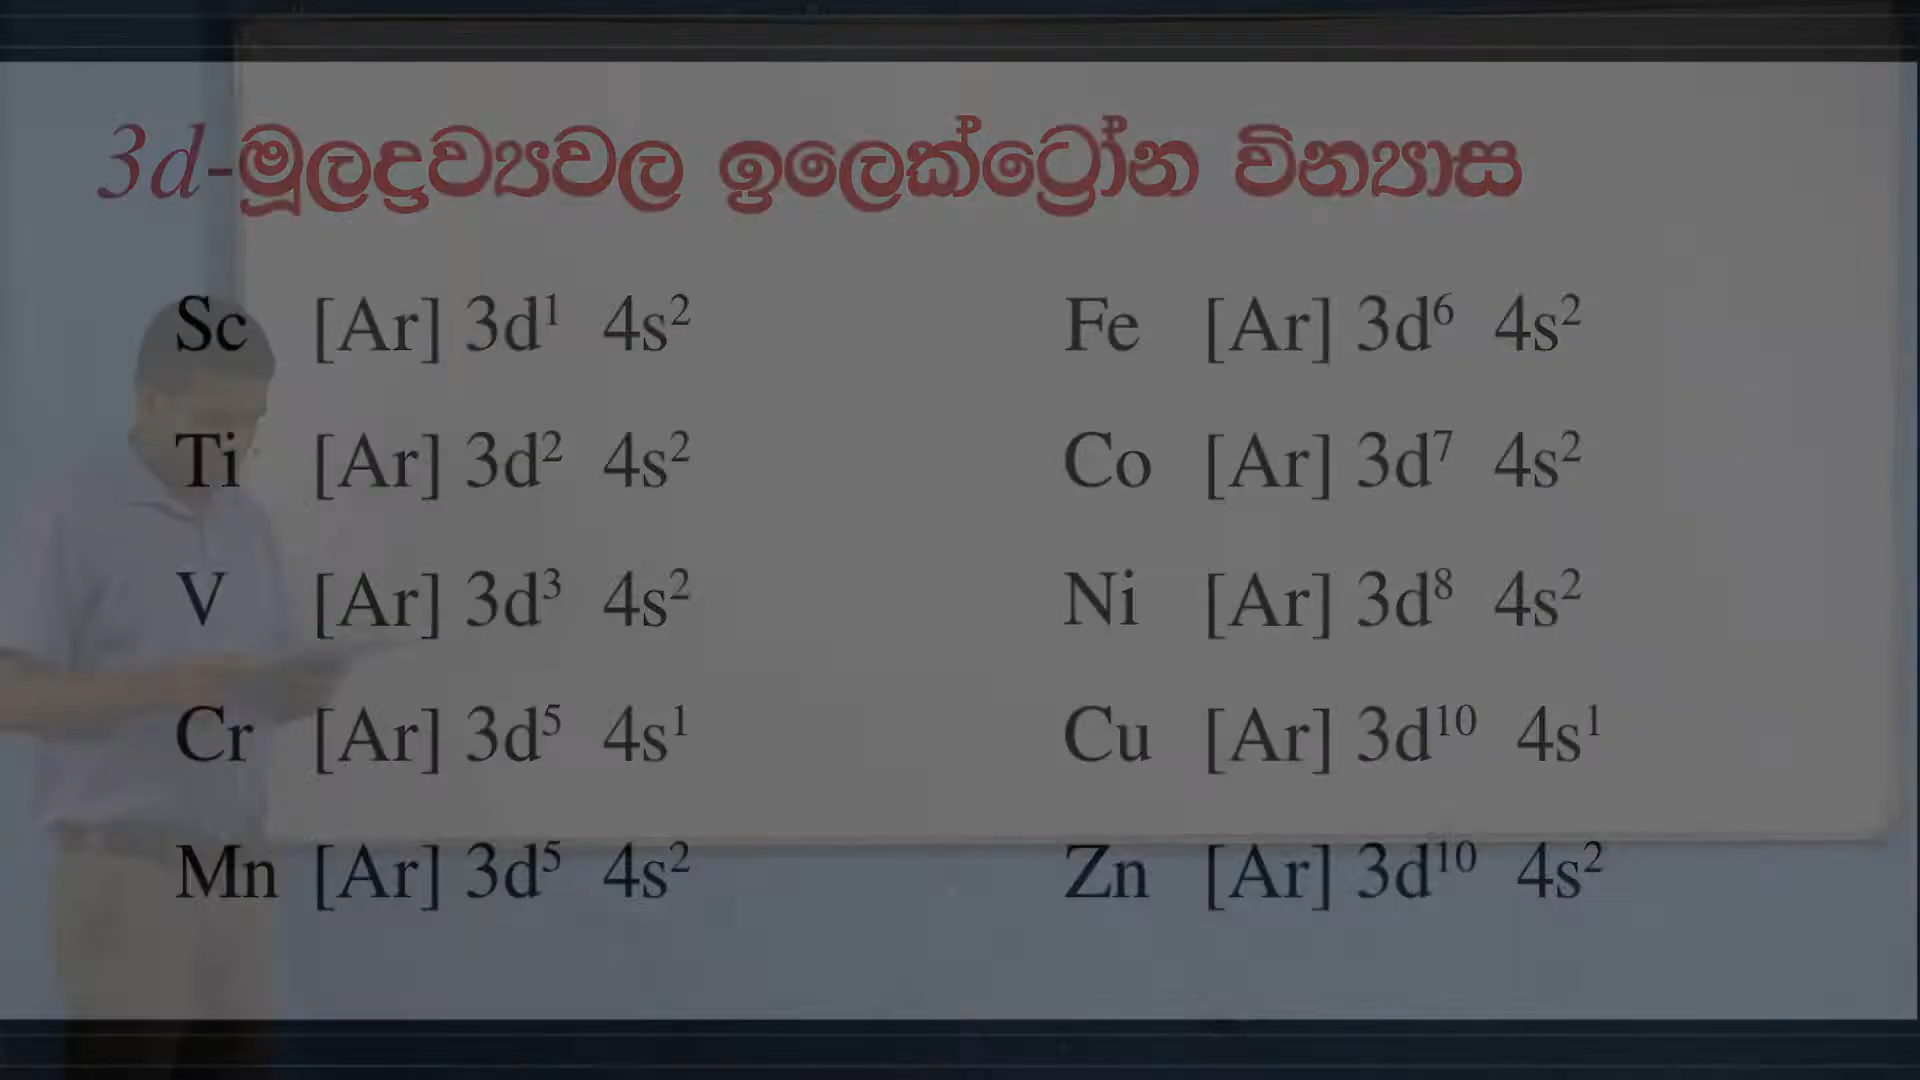 3d-මූලද්‍රව්‍යවල ඉලෙක්ට්‍රෝන වින්‍යාස
Sc [Ar] 3d¹ 4s²
Ti [Ar] 3d² 4s²
V [Ar] 3d³ 4s²
Cr [Ar] 3d⁵ 4s¹
Mn [Ar] 3d⁵ 4s²
Fe [Ar] 3d⁶ 4s²
Co [Ar] 3d⁷ 4s²
Ni [Ar] 3d⁸ 4s²
Cu [Ar] 3d¹⁰ 4s¹
Zn [Ar] 3d¹⁰ 4s²